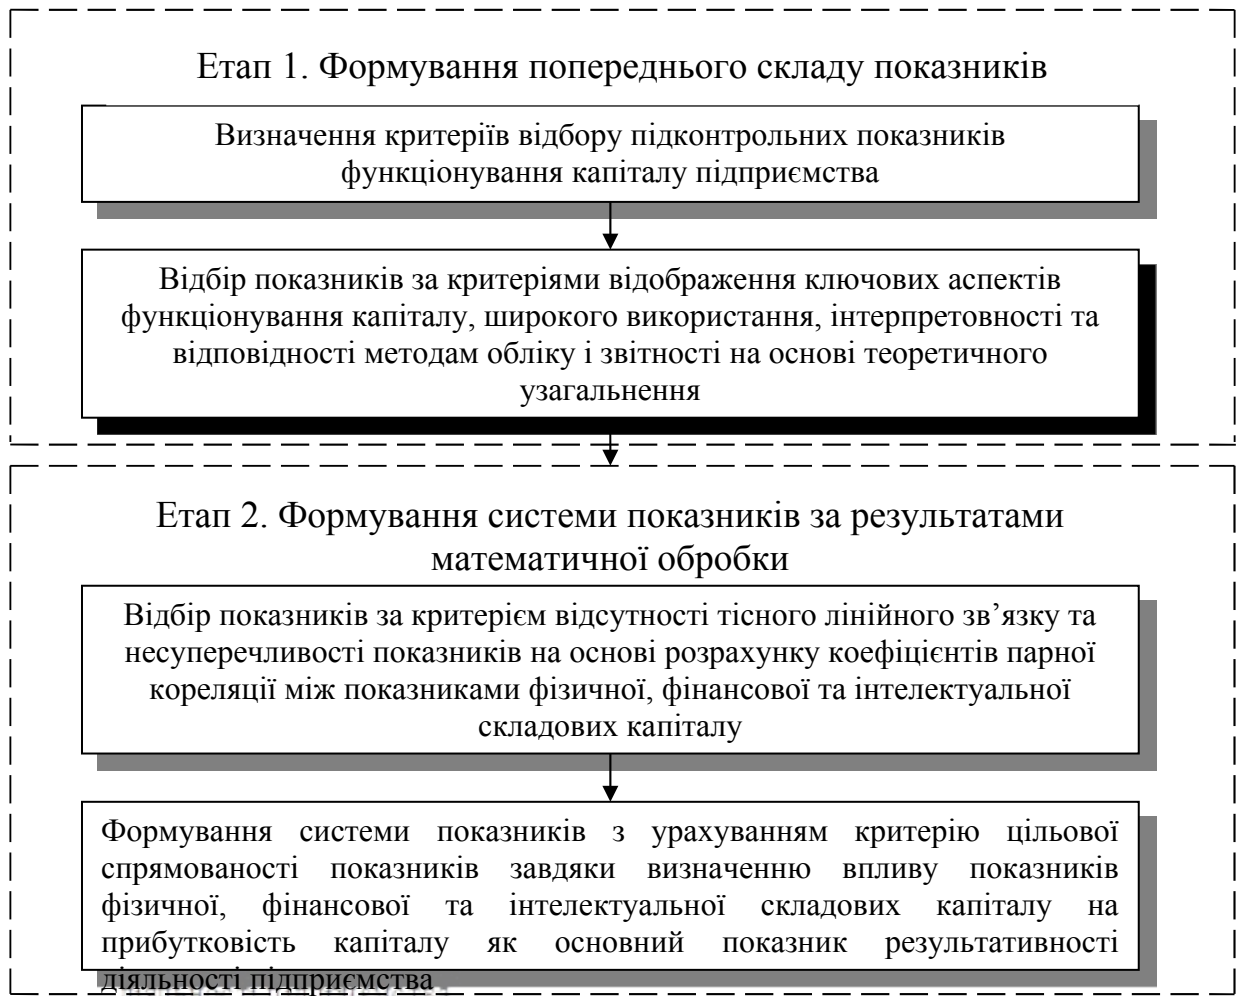 Етап 1. Формування попереднього складу показників
Визначення критеріїв відбору підконтрольних показників
функціонування капіталу підприємства
Відбір показників за критеріями відображення ключових аспектів
функціонування капіталу, широкого використання, інтерпретовності та
відповідності методам обліку і звітності на основі теоретичного
узагальнення
Етап 2. Формування системи показників за результатами
математичної обробки
Відбір показників за критерієм відсутності тісного лінійного зв’язку та
несуперечливості показників на основі розрахунку коефіцієнтів парної
кореляції між показниками фізичної, фінансової та інтелектуальної
складових капіталу
Формування системи показників з урахуванням критерію цільової
спрямованості показників завдяки визначенню впливу показників
фізичної, фінансової та інтелектуальної складових капіталу на
прибутковість капіталу як основний показник результативності
діяльності підприємства